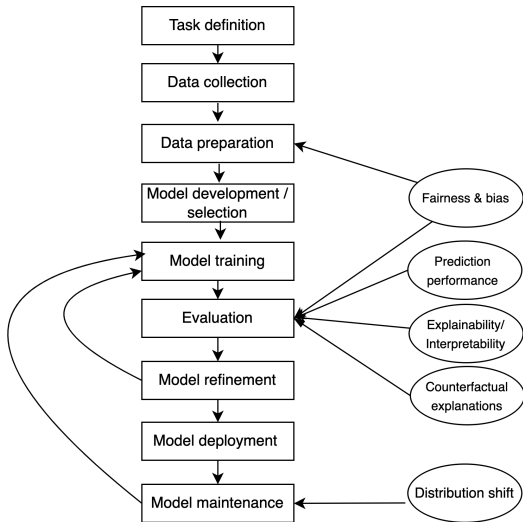 Task definition
Data collection
Data preparation
Model development /
selection
Fairness & bias
Model training
Prediction
performance
Evaluation
Explainability/
Interpretability
Model refinement
Counterfactual
explanations
Model deployment
Model maintenance
Distribution shift